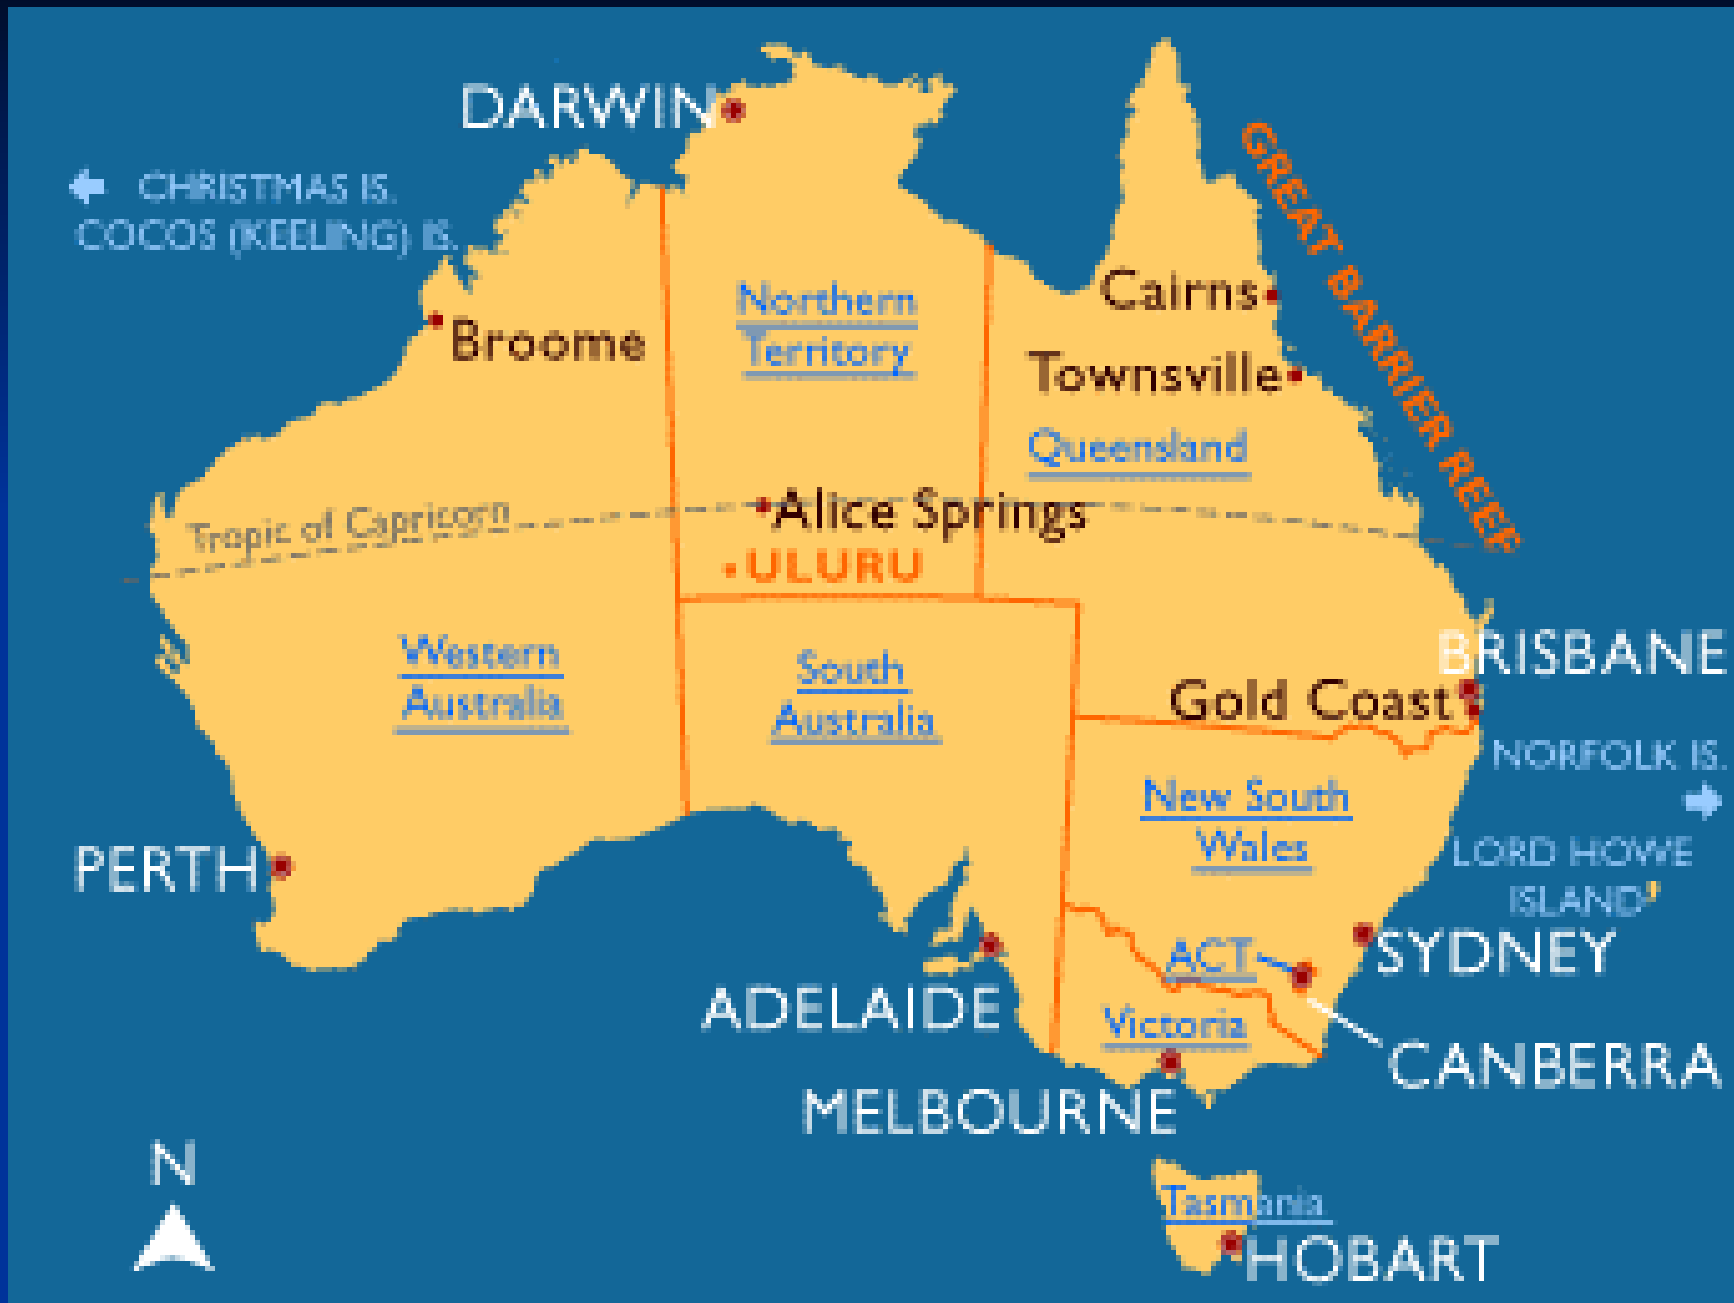 DARWIN
CHRISTMAS IS.
COCOS (KEELING) IS.
GREAT BARRIER REEF
Cairns
Northern
Territory
Broome
Townsville
Queensland
Tropic of Capricorn
Alice Springs
ULURU
Western
Australia
South
Australia
BRISBANE
Gold Coast
NORFOLK IS.
New South
Wales
LORD HOWE
ISLAND
PERTH
SYDNEY
ACT
ADELAIDE
Victoria
CANBERRA
MELBOURNE
N
Tasmania
HOBART